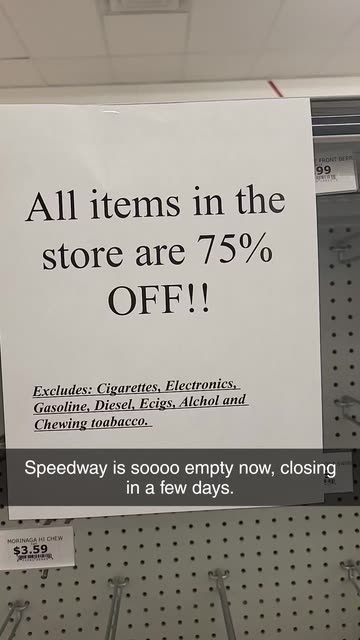 All items in the
store are 75%
OFF!!
Excludes: Cigarettes, Electronics,
Gasoline, Diesel, Ecigs, Alchol and
Chewing toabacco.
Speedway is soooo empty now, closing
in a few days.
FRONT
99
MORINAGA HI CHEW
$3.59